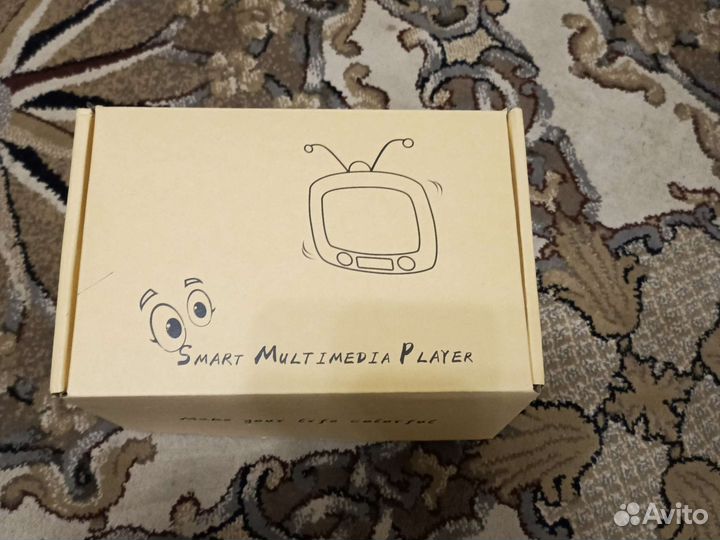 SMART MULTIMEDIA PLAYER
Make your life colorful
Avito